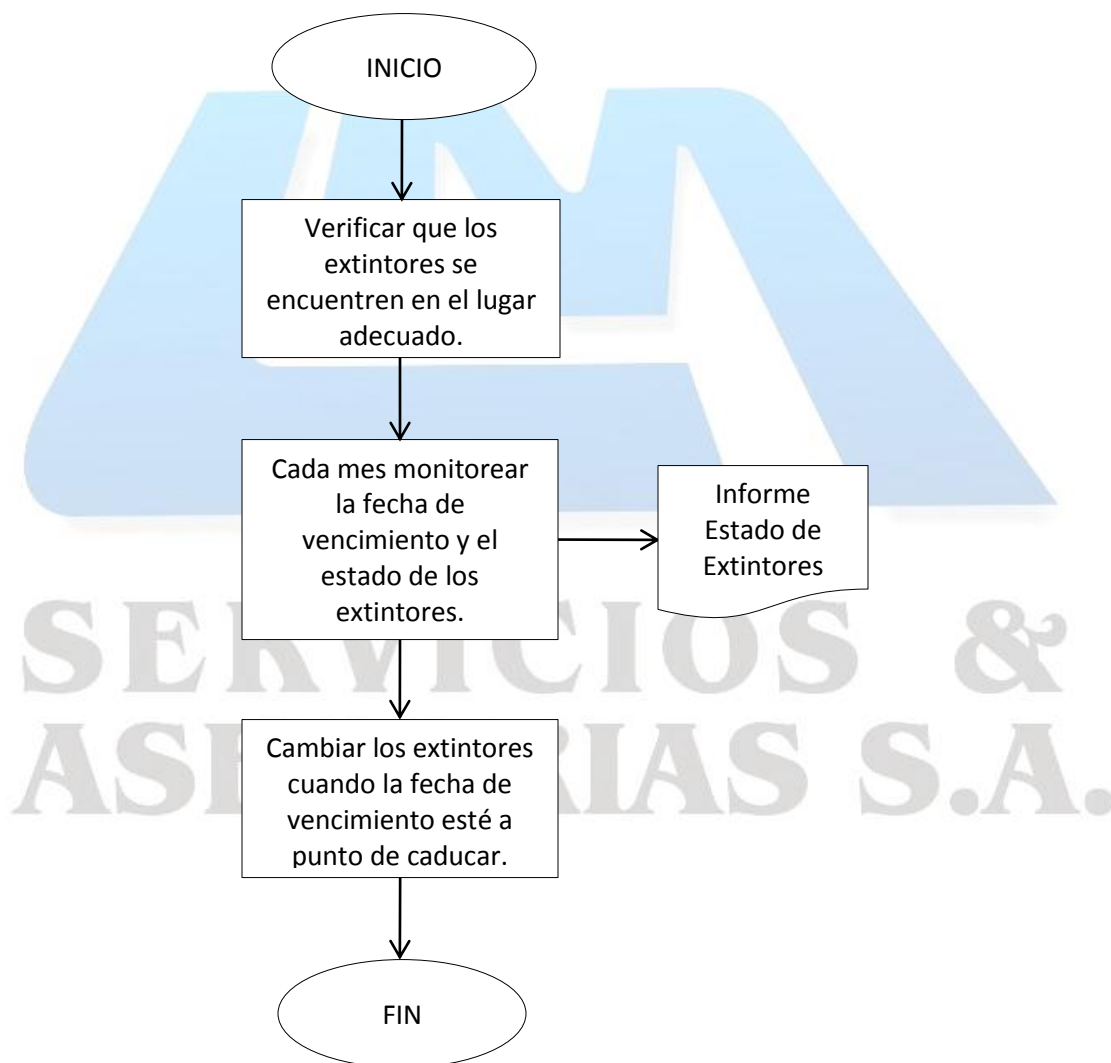 INICIO
Verificar que los
extintores se
encuentren en el lugar
adecuado.
Cada mes monitorear
la fecha de
vencimiento y el
estado de los
extintores.
Informe
Estado de
Extintores
SERVICIOS &
Cambiar los extintores
cuando la fecha de
vencimiento esté a
punto de caducar.
S.A.
FIN